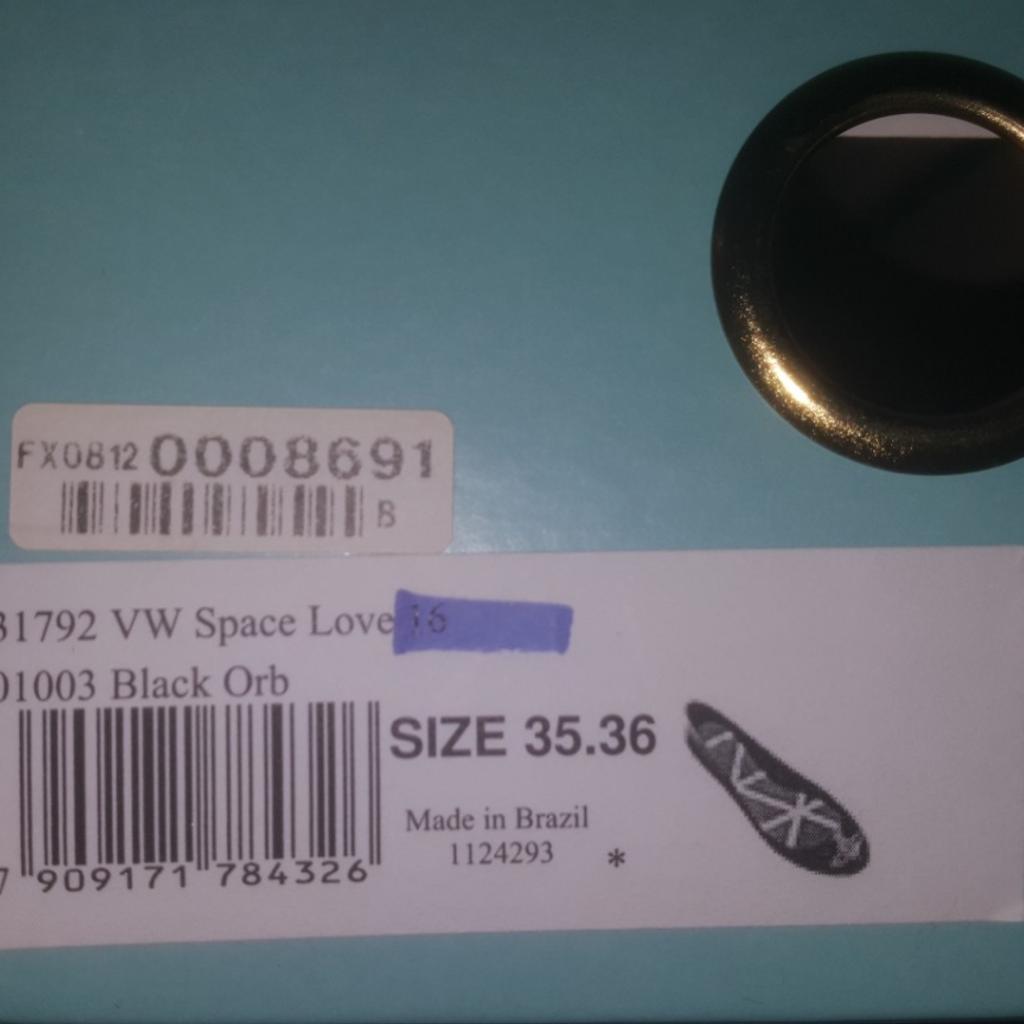 FX0812 0008691
B
31792 VW Space Love 16
01003 Black Orb
SIZE 35.36
Made in Brazil
1124293 *
7 909171 784326